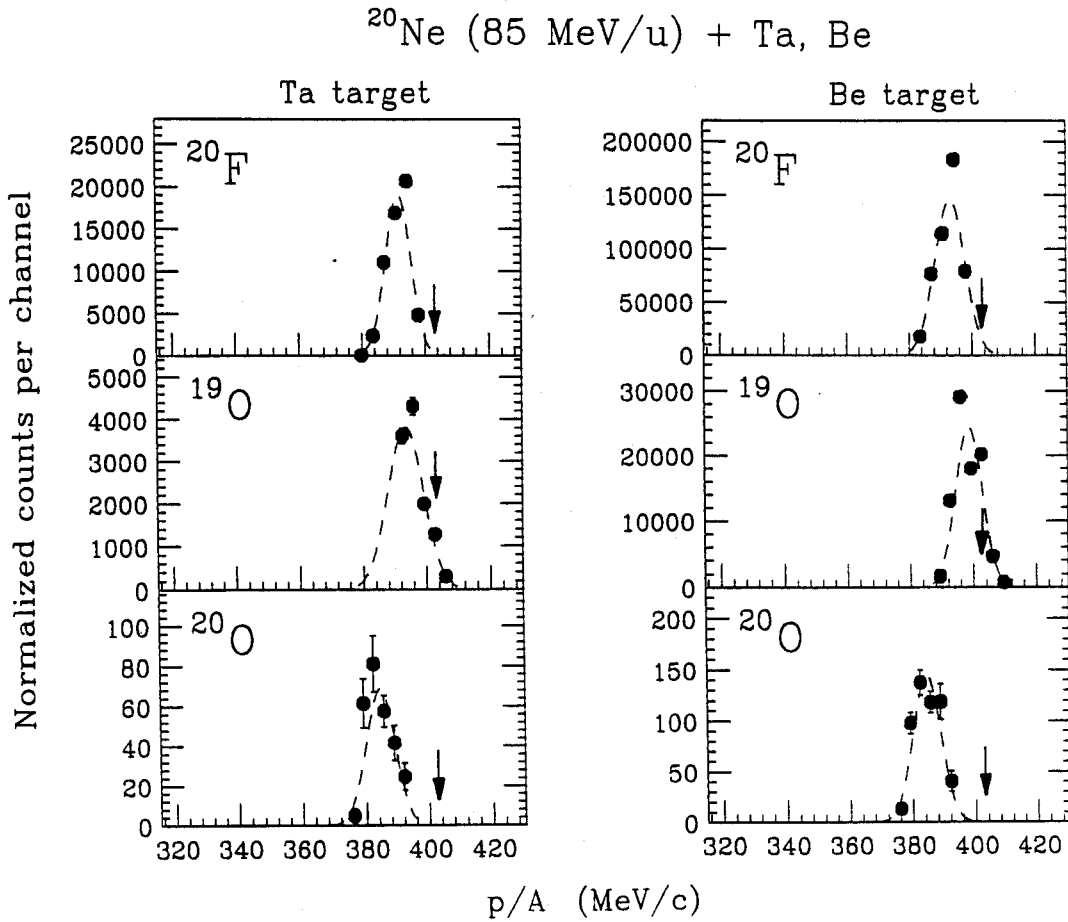 ²⁰Ne (85 MeV/u) + Ta, Be
Ta target
Be target
Normalized counts per channel
25000
20000
15000
10000
5000
0
²⁰F
200000
150000
100000
50000
0
²⁰F
5000
4000
3000
2000
1000
0
¹⁹O
30000
20000
10000
0
¹⁹O
100
80
60
40
20
0
²⁰O
200
150
100
50
0
²⁰O
320 340 360 380 400 420
320 340 360 380 400 420
p/A (MeV/c)